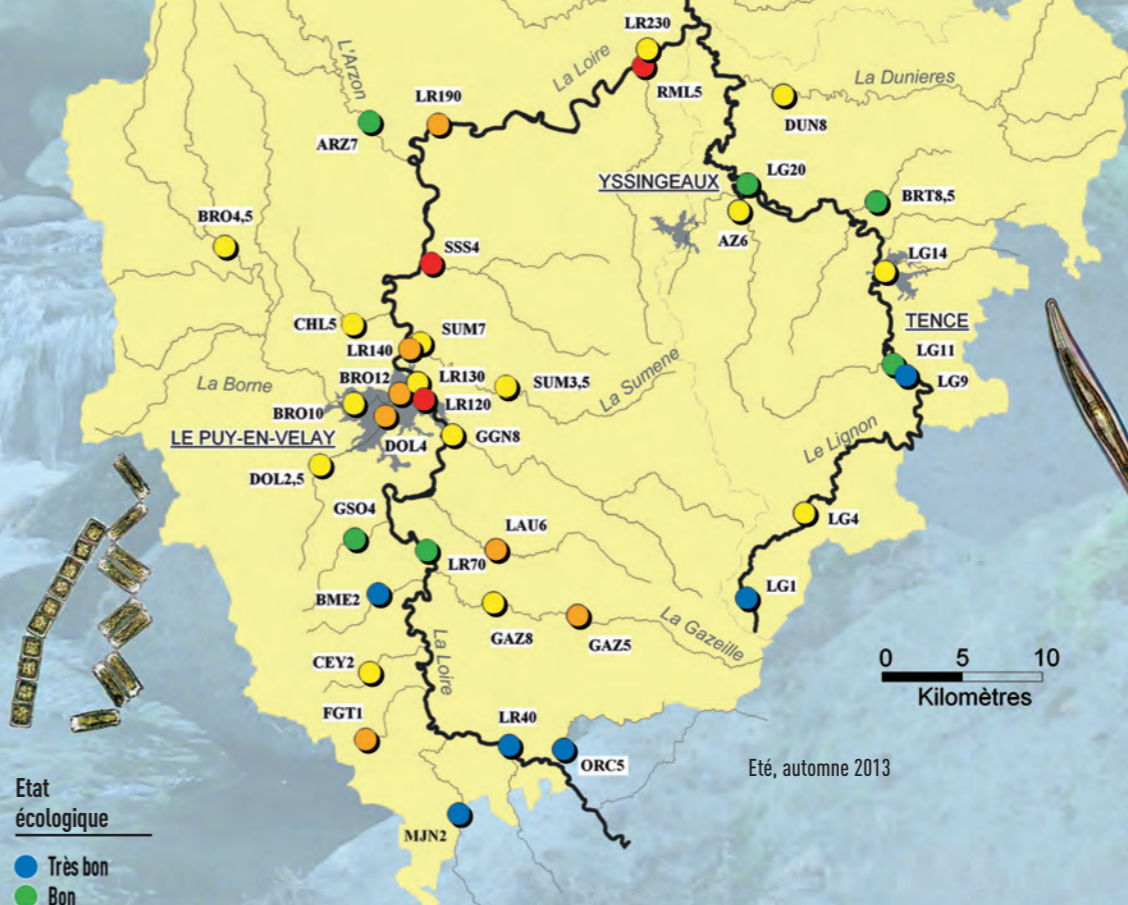 LR230
La Loire
L'Arzon
RML5
La Dunieres
LR190
ARZ7
DUN8
YSSINGEAUX
LG20
BRT8,5
AZ6
BRO4,5
SSS4
LG14
CHL5
SUM7
TENCE
LR140
LG11
La Borne
BRO12
LR130
SUM3,5
La Sumene
LG9
BRO10
LR120
LE PUY-EN-VELAY
DOL4
GGN8
Le Lignon
DOL2,5
GSO4
LAU6
LG4
LR70
BME2
LG1
GAZ8
GAZ5
La Gazeille
La Loire
CEY2
0 5 10
Kilomètres
FGT1
LR40
ORC5
Eté, automne 2013
MJN2
Etat
écologique
Très bon
Bon